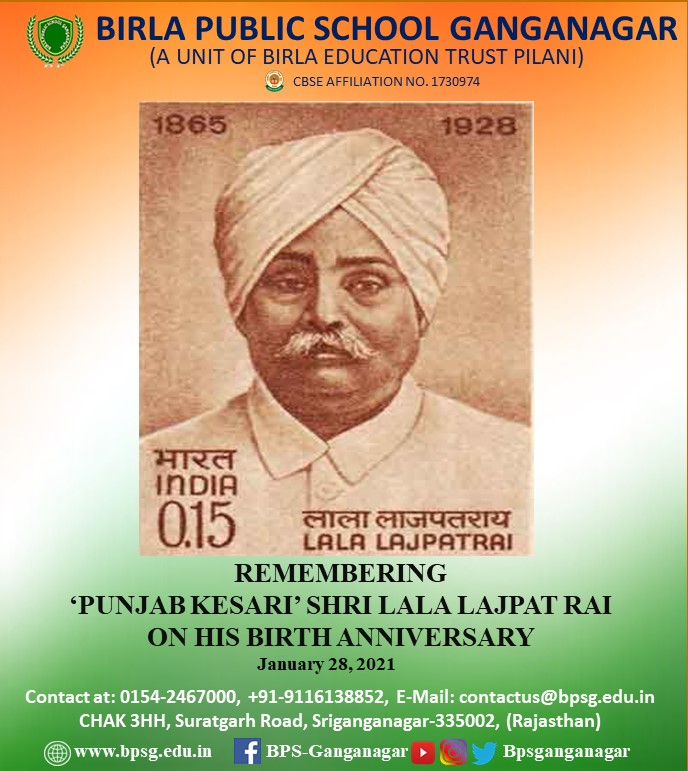 BIRLA PUBLIC SCHOOL GANGANAGAR
(A UNIT OF BIRLA EDUCATION TRUST PILANI)
CBSE AFFILIATION NO. 1730974
1865 1928
भारत
INDIA
0.15
लाला लाजपतराय
LALA LAJPATRAI
REMEMBERING
‘PUNJAB KESARI’ SHRI LALA LAJPAT RAI
ON HIS BIRTH ANNIVERSARY
January 28, 2021
Contact at: 0154-2467000, +91-9116138852, E-Mail: contactus@bpsg.edu.in
CHAK 3HH, Suratgarh Road, Sriganganagar-335002, (Rajasthan)
www.bpsg.edu.in BPS-Ganganagar Bpsganganagar